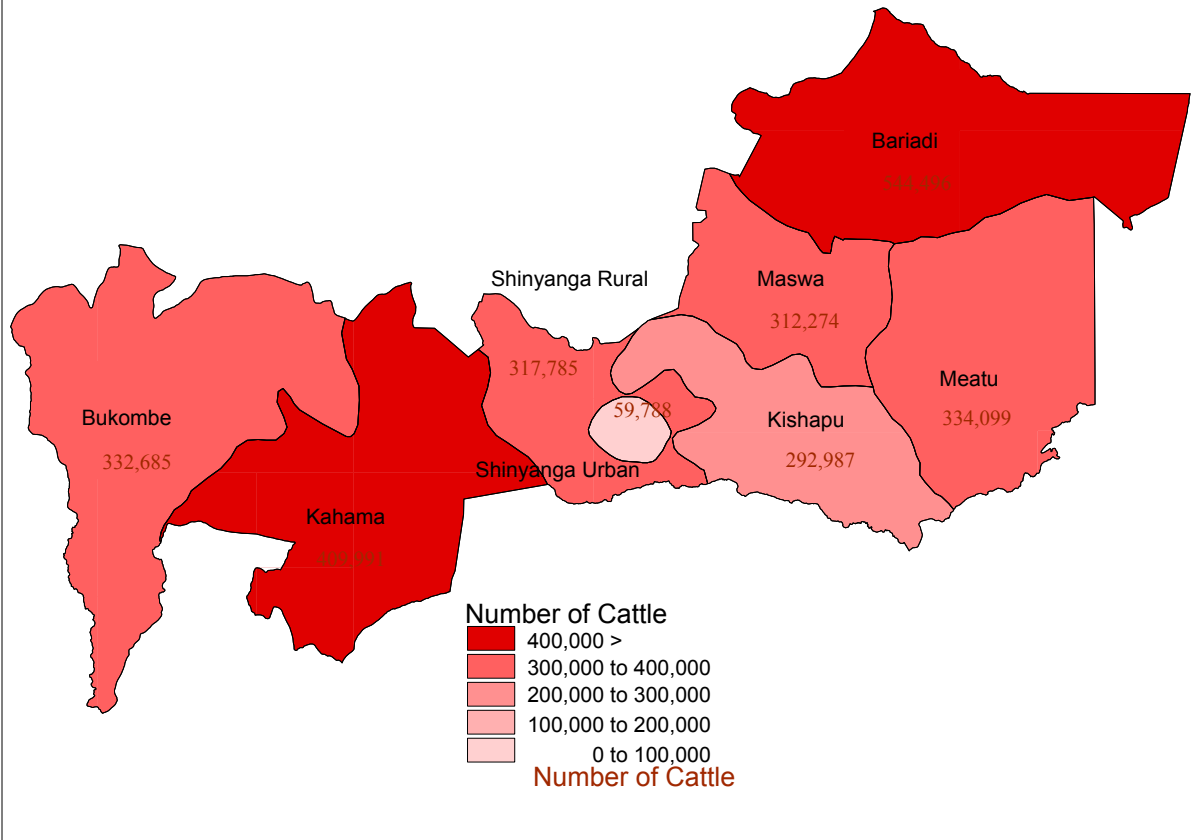 Bariadi
Shinyanga Rural
Maswa
312,274
317,785
Meatu
Bukombe
59,788
Kishapu
334,099
332,685
292,987
Shinyanga Urban
Kahama
Number of Cattle
400,000 >
300,000 to 400,000
200,000 to 300,000
100,000 to 200,000
0 to 100,000
Number of Cattle